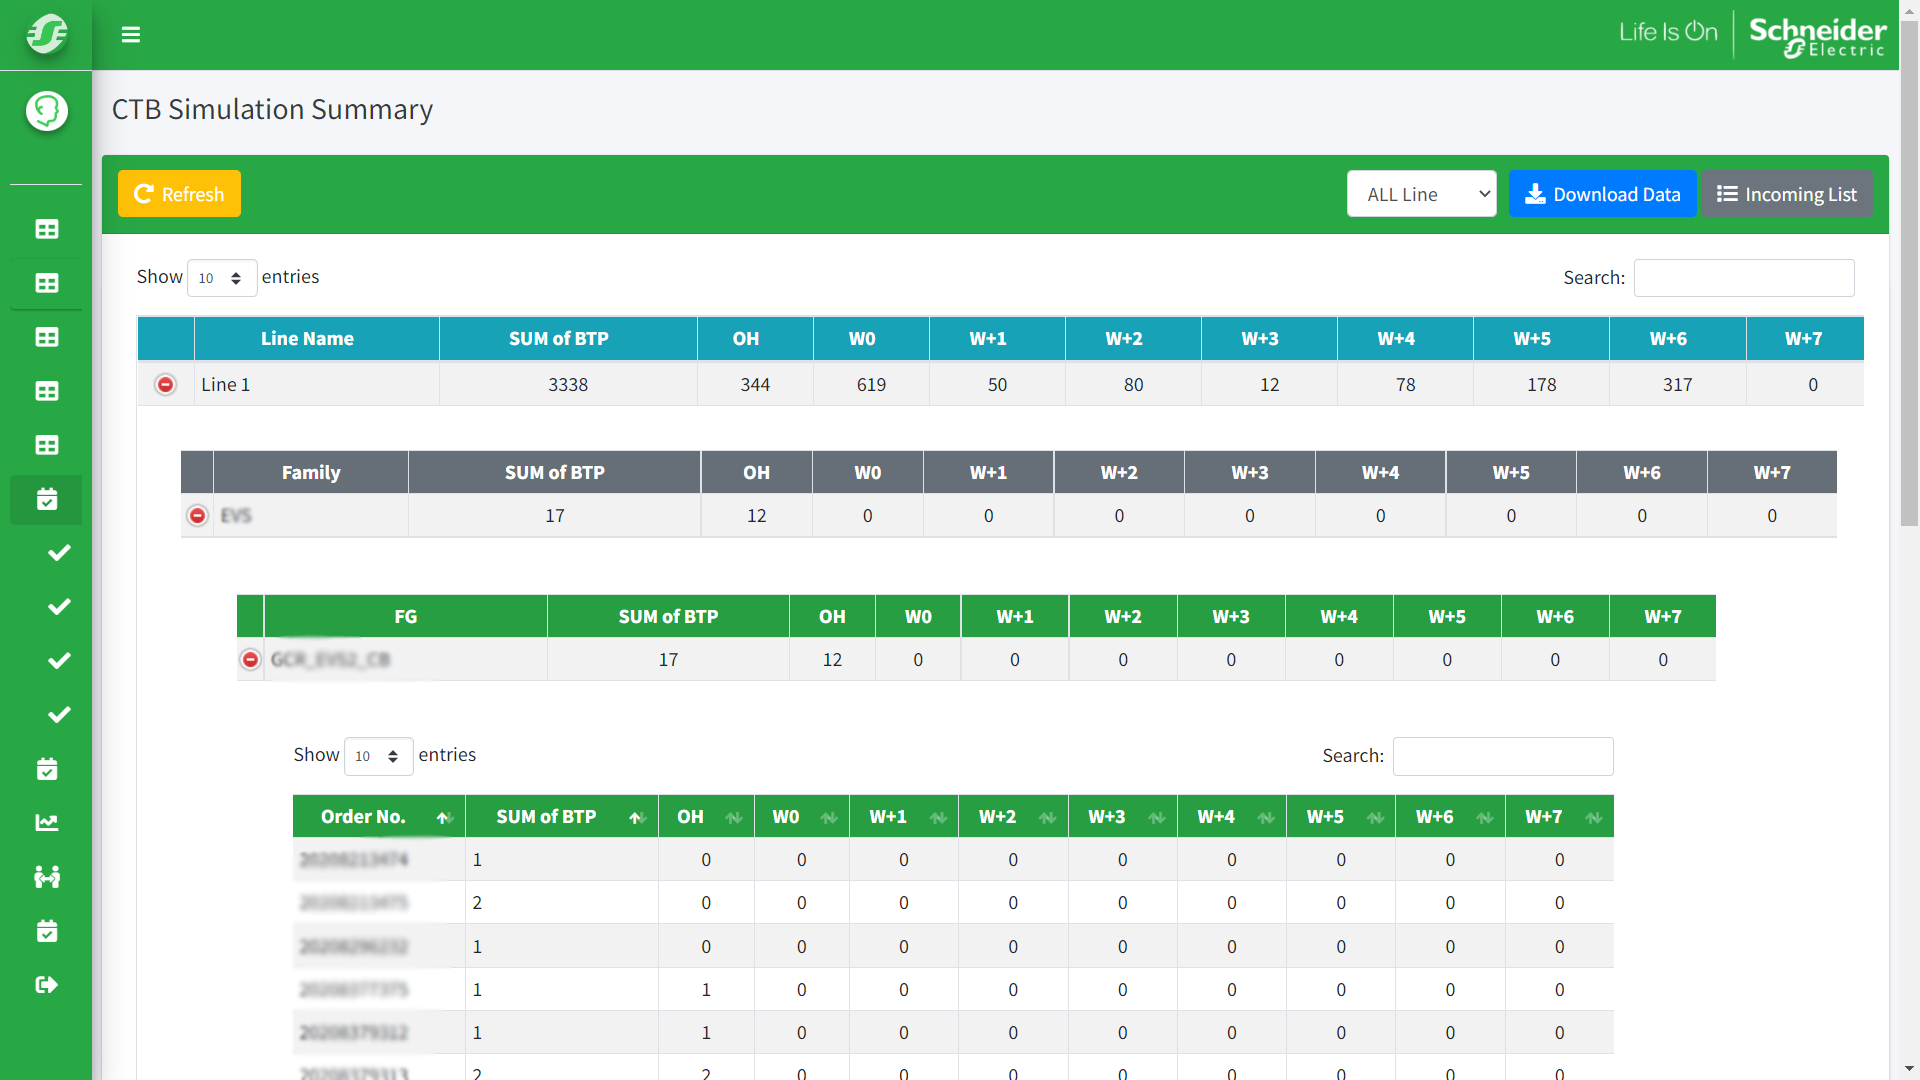 Life Is On
Schneider Electric
CTB Simulation Summary
Refresh ALL Line Download Data Incoming List
Show 10 entries Search:
Line Name SUM of BTP OH W0 W+1 W+2 W+3 W+4 W+5 W+6 W+7
Line 1 3338 344 619 50 80 12 78 178 317 0
Family SUM of BTP OH W0 W+1 W+2 W+3 W+4 W+5 W+6 W+7
17 12 0 0 0 0 0 0 0 0
FG SUM of BTP OH W0 W+1 W+2 W+3 W+4 W+5 W+6 W+7
17 12 0 0 0 0 0 0 0 0
Show 10 entries Search:
Order No. SUM of BTP OH W0 W+1 W+2 W+3 W+4 W+5 W+6 W+7
1 0 0 0 0 0 0 0 0 0
2 0 0 0 0 0 0 0 0 0
1 0 0 0 0 0 0 0 0 0
1 1 0 0 0 0 0 0 0 0
1 1 0 0 0 0 0 0 0 0
2 2 0 0 0 0 0 0 0 0